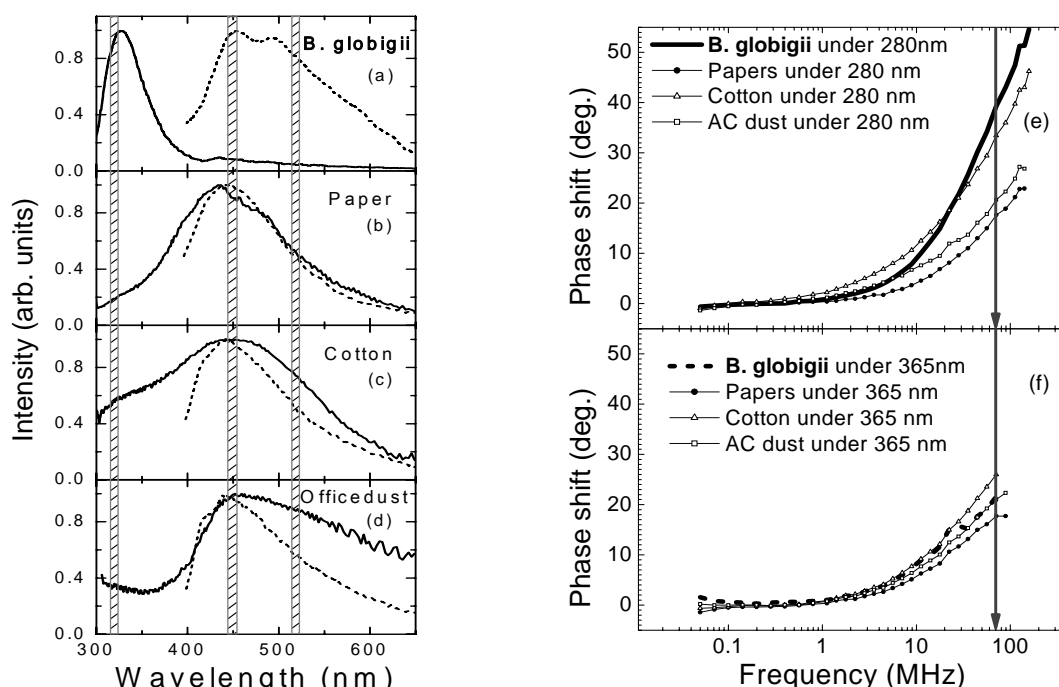 B. globigii
(a)
1.0
0.4
0.0
Paper
(b)
1.0
0.4
0.0
Cotton
(c)
1.0
0.4
0.0
Officedust
(d)
1.0
0.4
0.0
300 400 500 600
Wavelength (nm)
Intensity (arb. units)
B. globigii under 280nm
Papers under 280 nm
Cotton under 280 nm
AC dust under 280 nm
(e)
50
40
30
20
10
0
Phase shift (deg.)
B. globigii under 365nm
Papers under 365 nm
Cotton under 365 nm
AC dust under 365 nm
(f)
50
40
30
20
10
0
Phase shift (deg.)
0.1 1 10 100
Frequency (MHz)